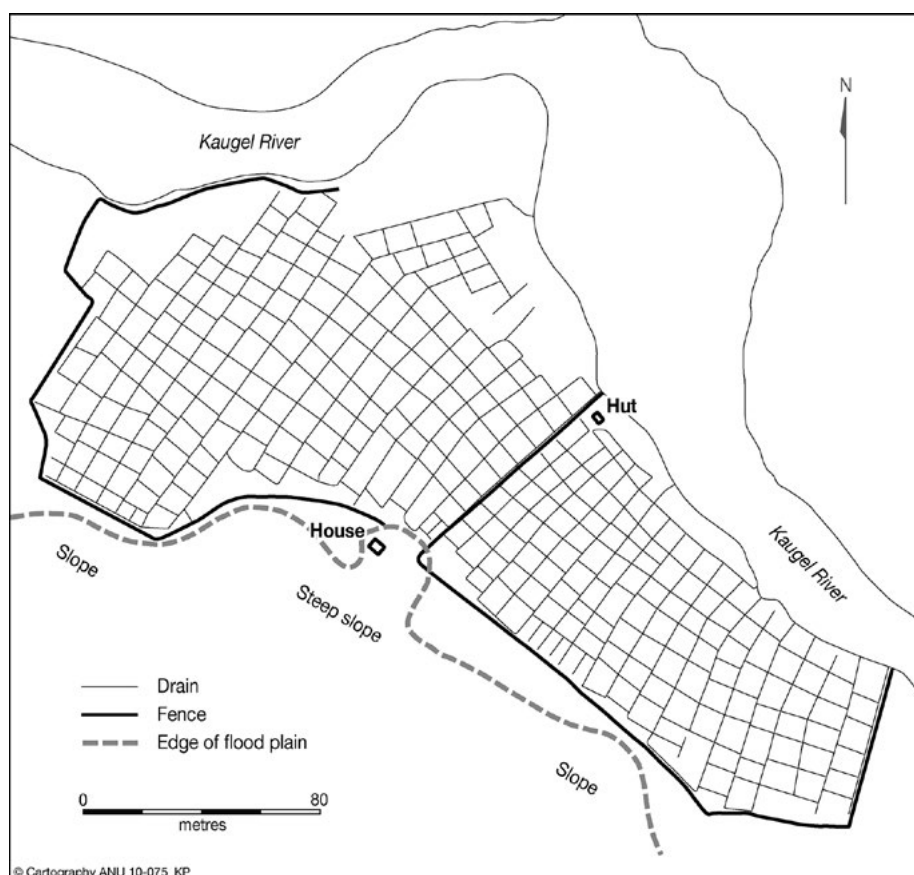 N
Kaugel River
Hut
House
Kaugel River
Slope
Steep slope
Drain
Fence
Edge of flood plain
Slope
0 80
metres
© Cartography ANU 10-075 KP